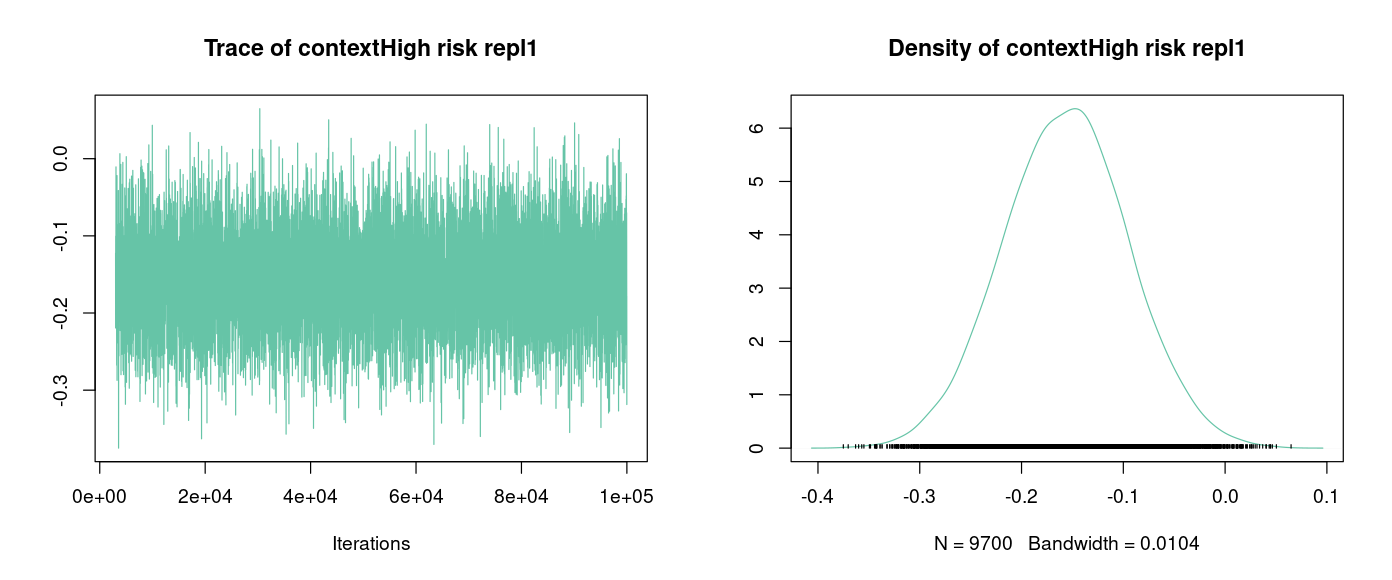 Trace of contextHigh risk repl1
0.0
-0.1
-0.2
-0.3
0e+00 2e+04 4e+04 6e+04 8e+04 1e+05
Iterations
Density of contextHigh risk repl1
6
5
4
3
2
1
0
-0.4 -0.3 -0.2 -0.1 0.0 0.1
N = 9700 Bandwidth = 0.0104